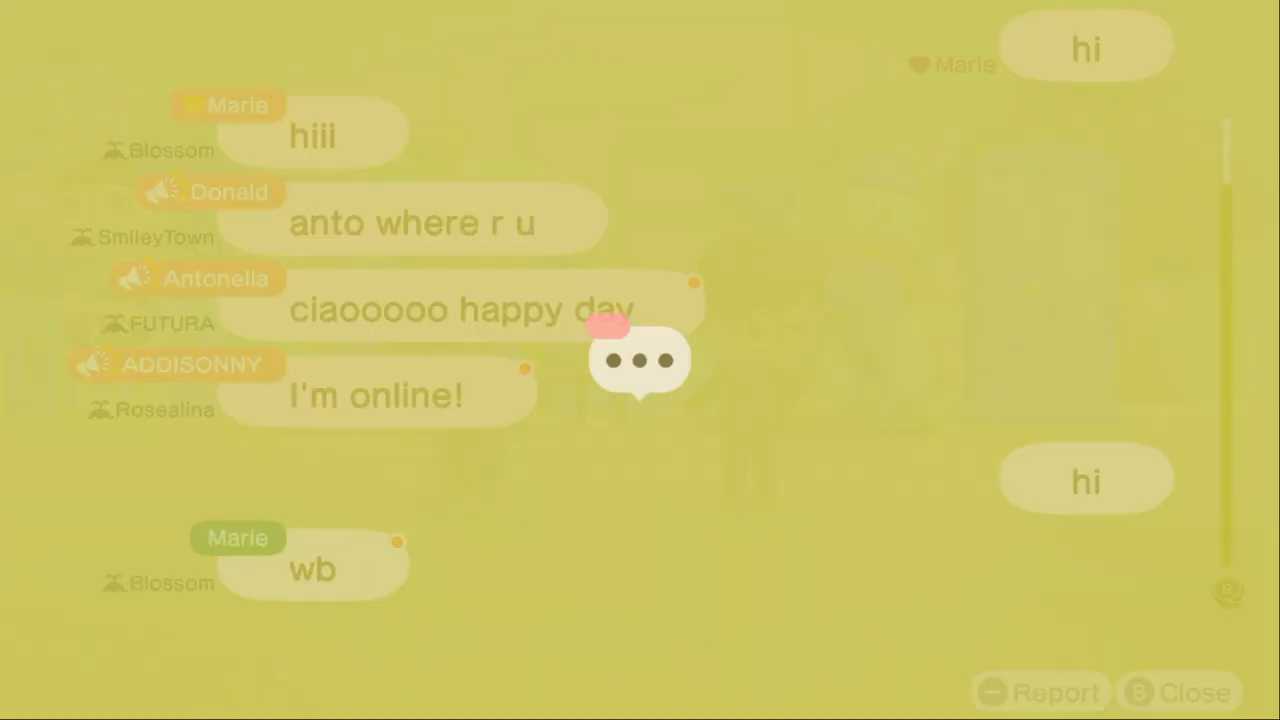 hi
Marie
Marie
hiii
Blossom
Donald
anto where r u
SmileyTown
Antonella
ciaooooo happy day
FUTURA
ADDISONNY
I'm online!
Rosealina
hi
Marie
wb
Blossom
Report
B Close